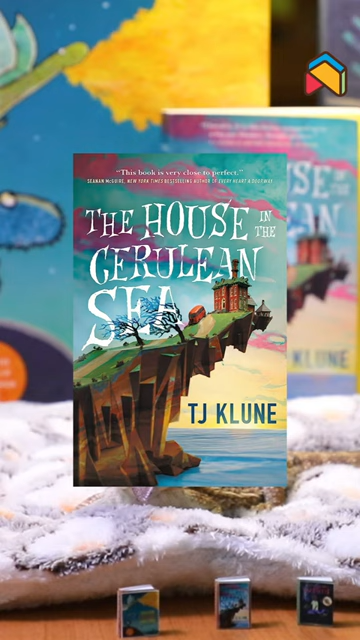 "This book is very close to perfect."
SEANAN McGUIRE, NEW YORK TIMES BESTSELLING AUTHOR OF EVERY HEART A DOORWAY
THE HOUSE IN THE
CERULEAN
SEA
TJ KLUNE
KLUNE